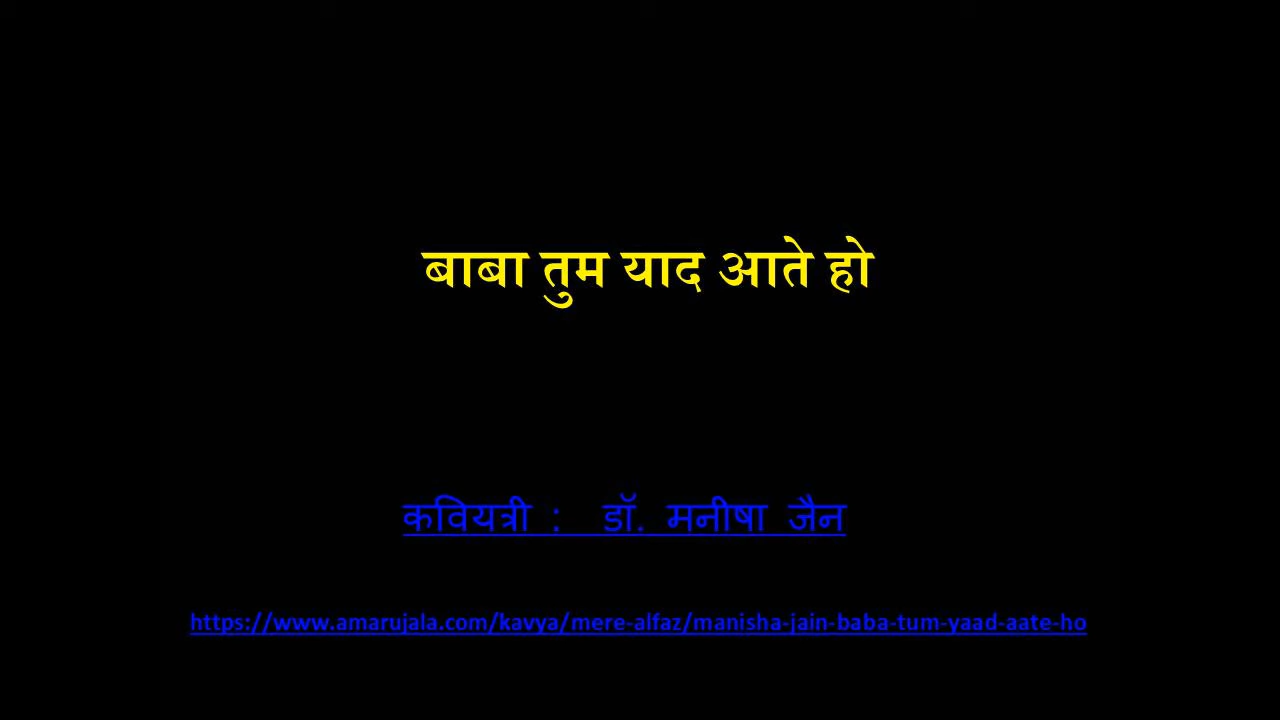 बाबा तुम याद आते हो
कवियत्री : डॉ. मनीषा जैन
https://www.amarujala.com/kavya/mere-alfaz/manisha-jain-baba-tum-yaad-aate-ho